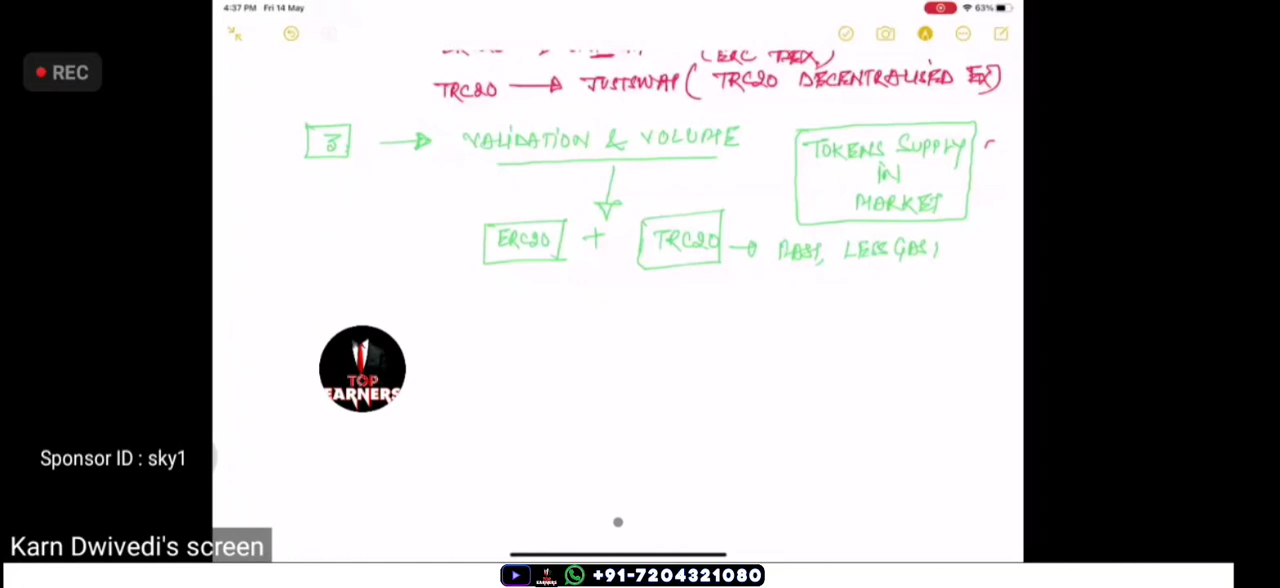 4:37 PM Fri 14 May
63%
REC
(ERC
TRC20 → JUSTSWAP ( TRC20 DECENTRALISED EX)
3 → VALIDATION & VOLUME
TOKENS SUPPLY
IN
MARKET
ERC20 + TRC20 → FAST, LESS GAS,
TOP
EARNERS
Sponsor ID : sky1
Karn Dwivedi's screen
+91-7204321080